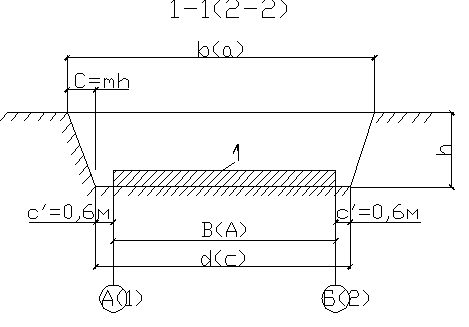 1-1(2-2)
b(a)
C=mh
1
h
c'=0,6м
c'=0,6м
B(A)
d(c)
А(1)
Б(2)